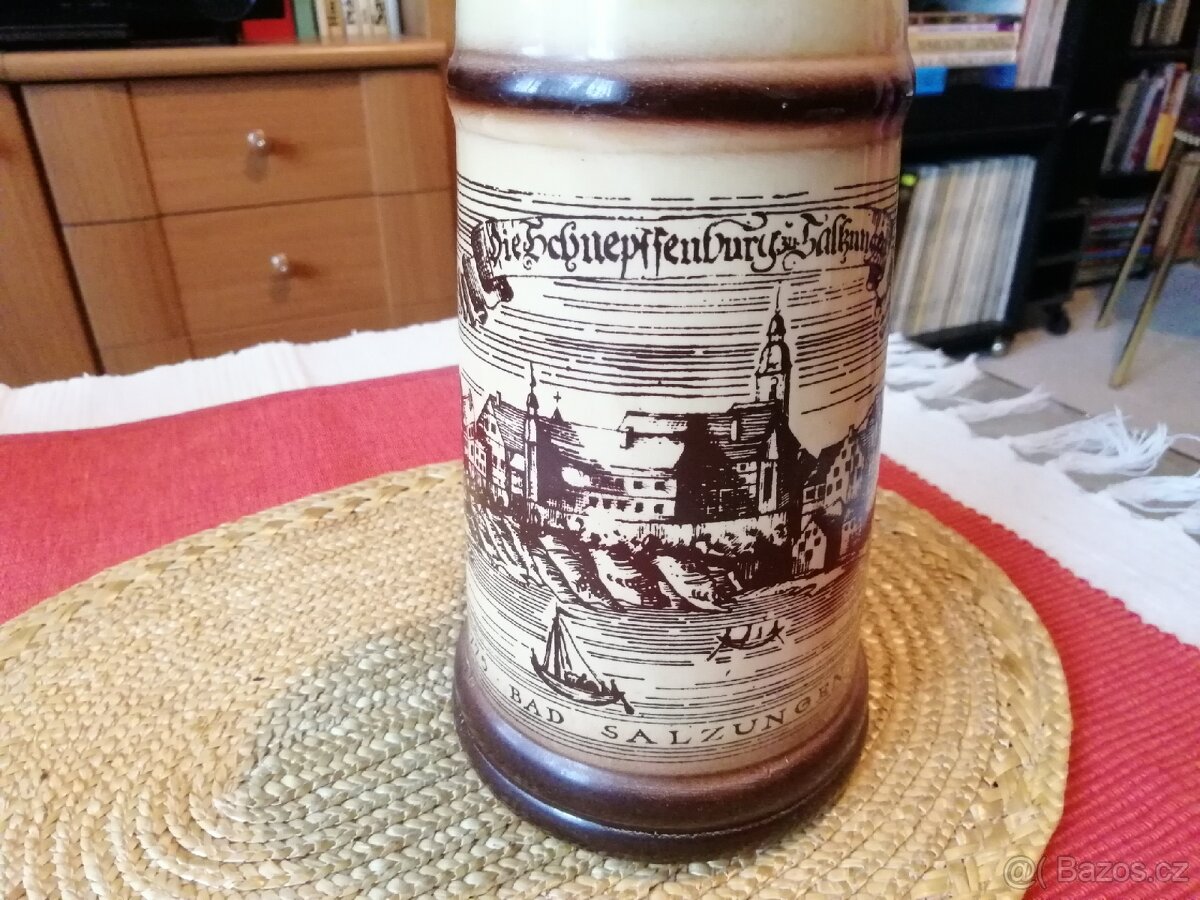 Die Schnepffenburg zu Salzungen
S · BAD SALZUNGEN
@( Bazos.cz